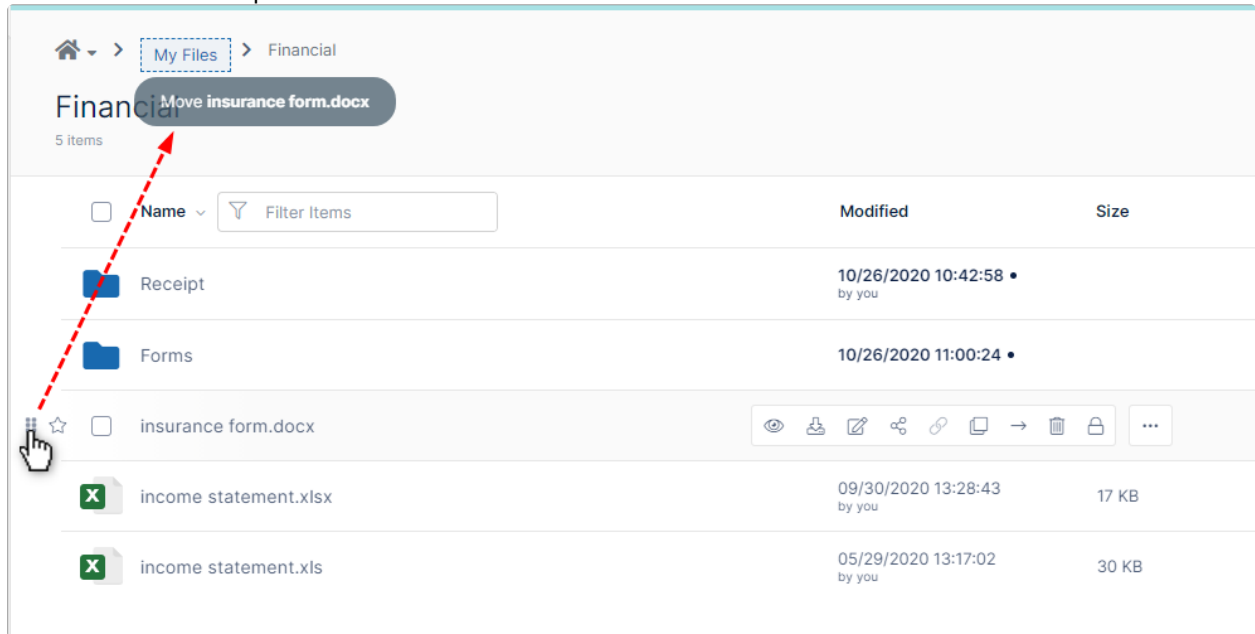 My Files Financial
Financial
Move insurance form.docx
5 items
Name Filter Items Modified Size
Receipt 10/26/2020 10:42:58 •
by you
Forms 10/26/2020 11:00:24 •
insurance form.docx ...
income statement.xlsx 09/30/2020 13:28:43 17 KB
by you
income statement.xls 05/29/2020 13:17:02 30 KB
by you